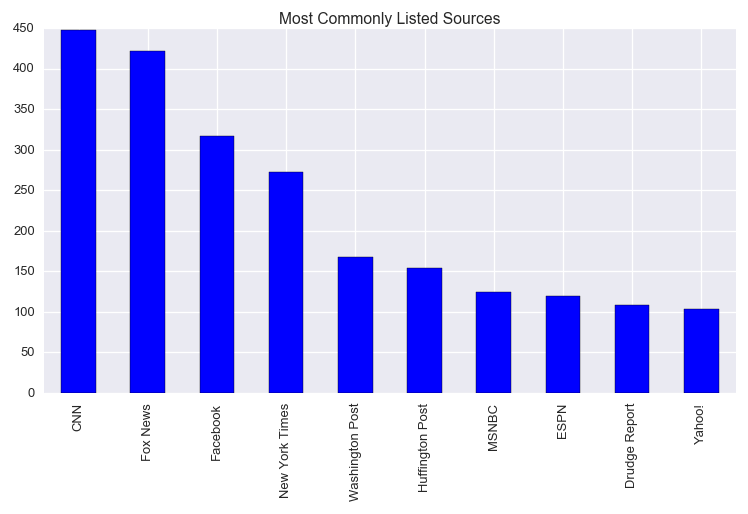 Most Commonly Listed Sources
450
400
350
300
250
200
150
100
50
0
CNN
Fox News
Facebook
New York Times
Washington Post
Huffington Post
MSNBC
ESPN
Drudge Report
Yahoo!